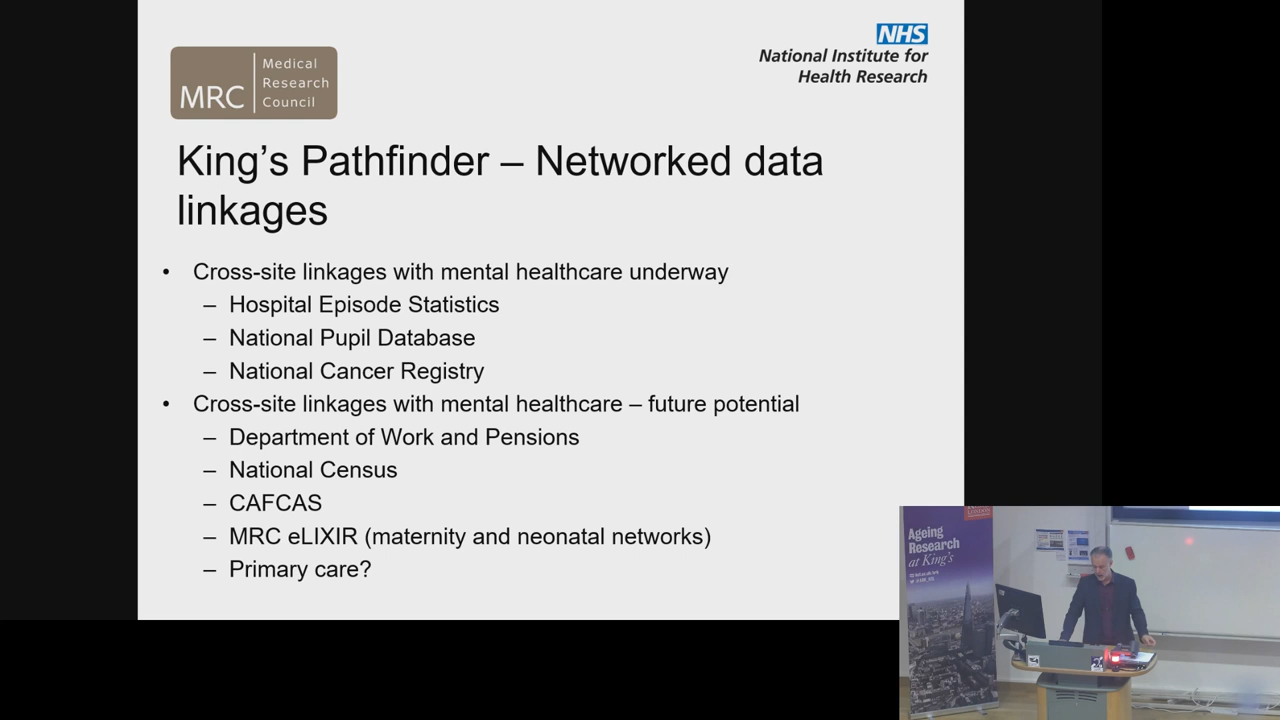 MRC
Medical
Research
Council
NHS
National Institute for
Health Research
King's Pathfinder – Networked data
linkages
• Cross-site linkages with mental healthcare underway
– Hospital Episode Statistics
– National Pupil Database
– National Cancer Registry
• Cross-site linkages with mental healthcare – future potential
– Department of Work and Pensions
– National Census
– CAFCAS
– MRC eLIXIR (maternity and neonatal networks)
– Primary care?
Ageing
Research
at King's